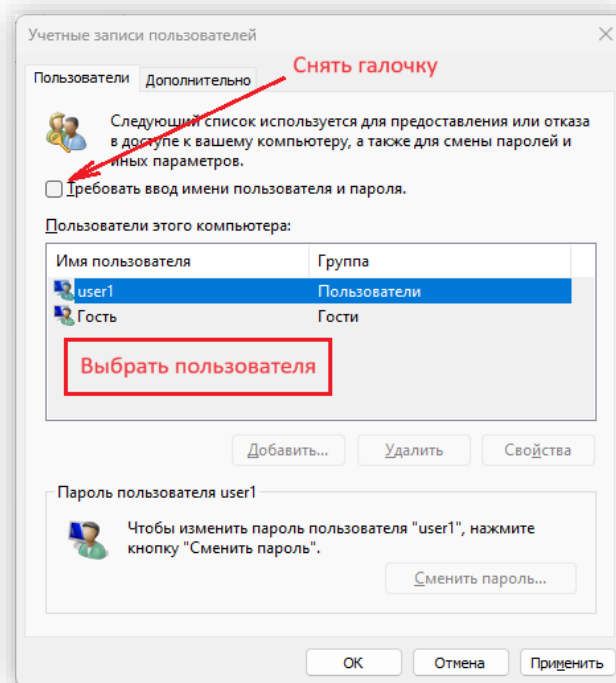 Учетные записи пользователей
Снять галочку
Пользователи Дополнительно
Следующий список используется для предоставления или отказа
в доступе к вашему компьютеру, а также для смены паролей и
иных параметров.
Требовать ввод имени пользователя и пароля.
Пользователи этого компьютера:
Имя пользователя Группа
user1 Пользователи
Гость Гости
Выбрать пользователя
Добавить... Удалить Свойства
Пароль пользователя user1
Чтобы изменить пароль пользователя "user1", нажмите
кнопку "Сменить пароль".
Сменить пароль...
ОК Отмена Применить